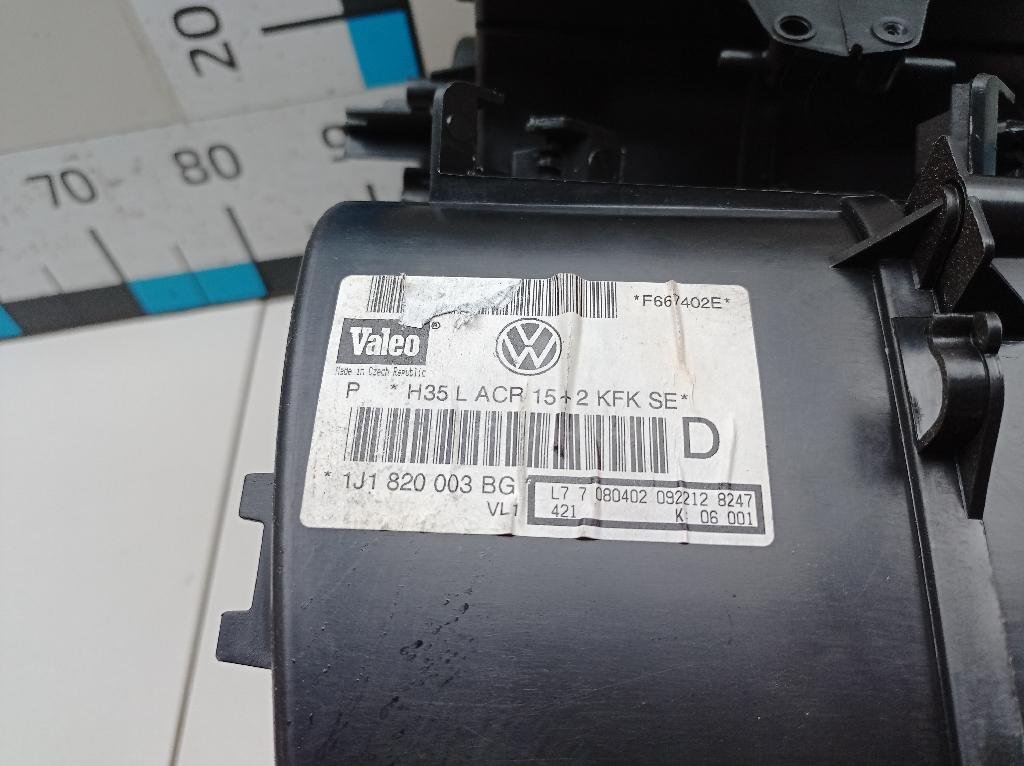 20
70 80 9
*F667402E*
Valeo®
Made in Czech Republic
P * H35 L ACR 15+2 KFK SE*
D
* 1J1 820 003 BG
VL1
L7 7 080402 092212 8247
421 K 06 001